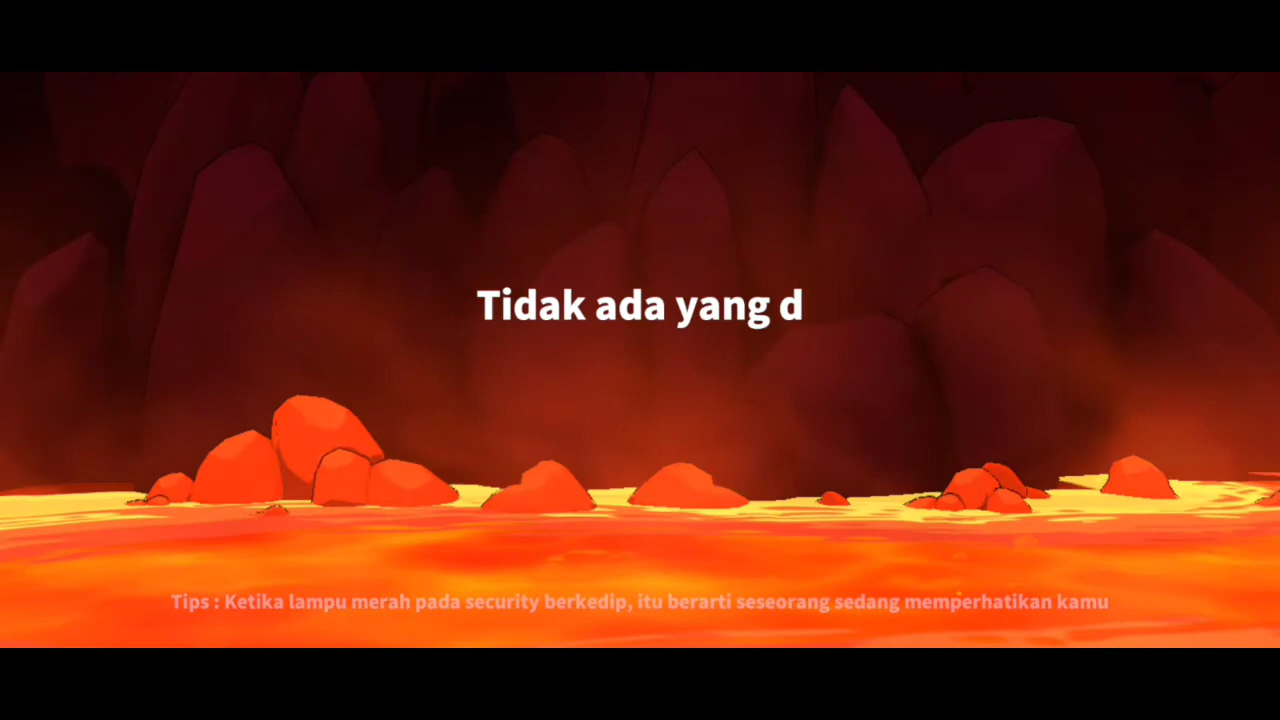 Tidak ada yang d
Tips : Ketika lampu merah pada security berkedip, itu berarti seseorang sedang memperhatikan kamu